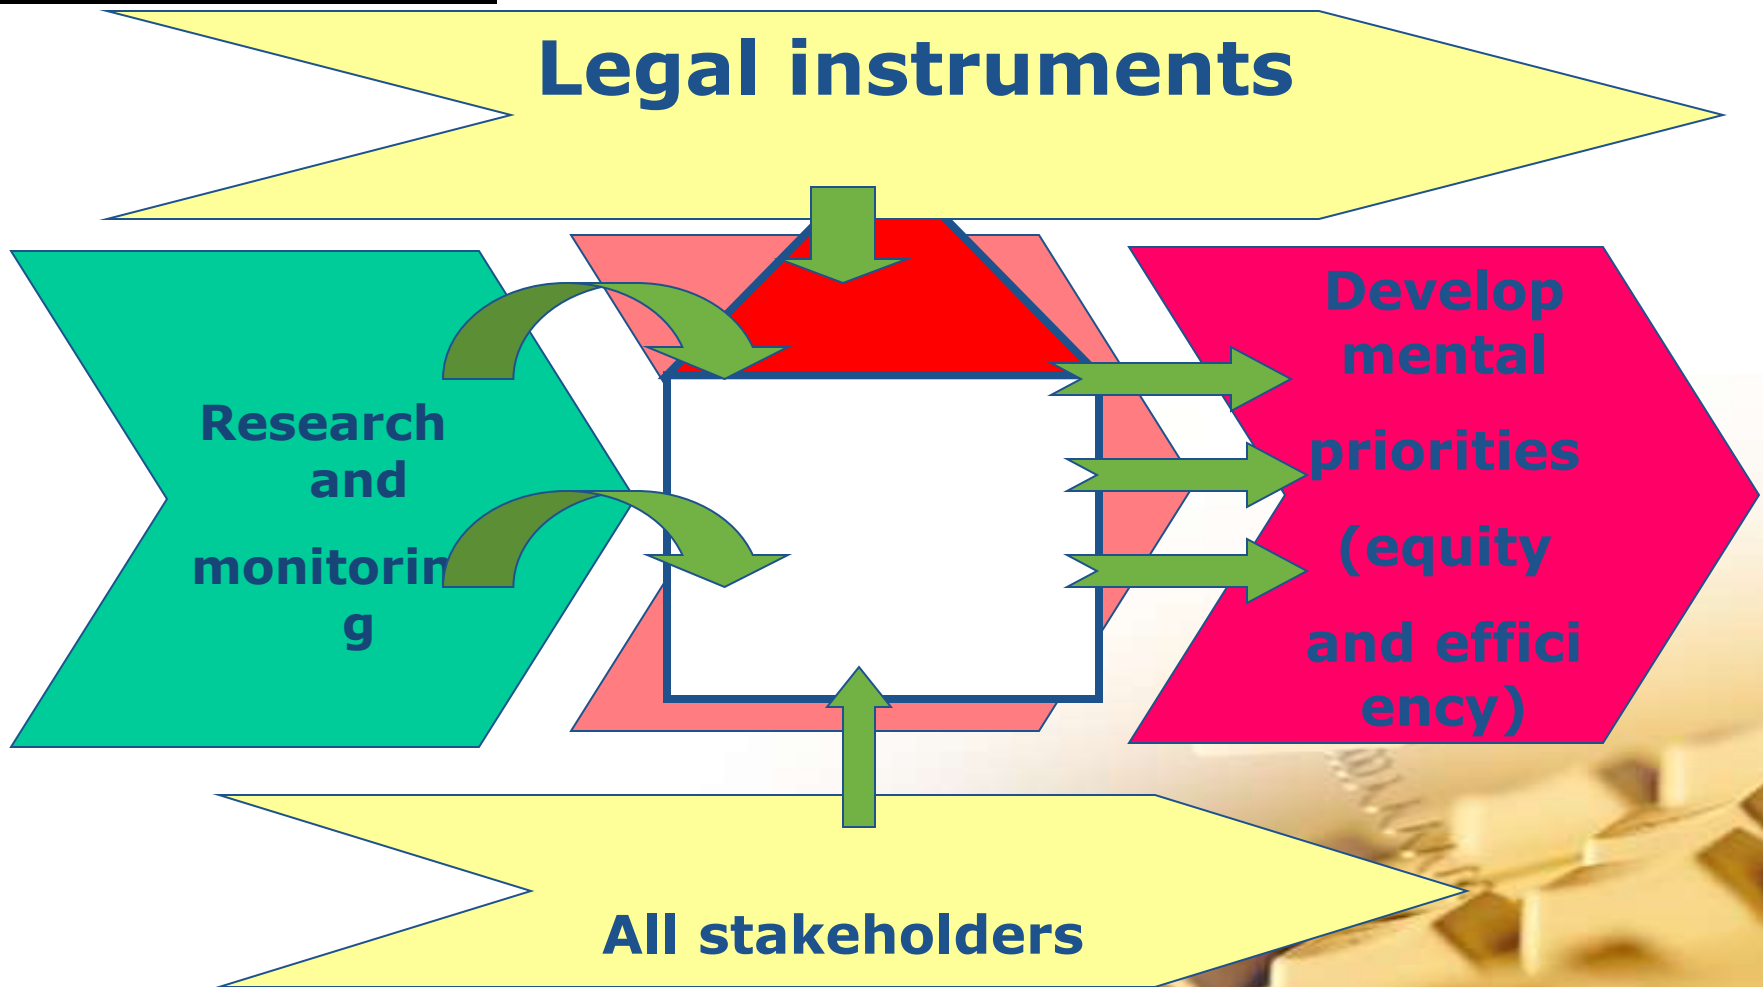 Legal instruments
Research
and
monitorin
g
Develop
mental
priorities
(equity
and effici
ency)
All stakeholders